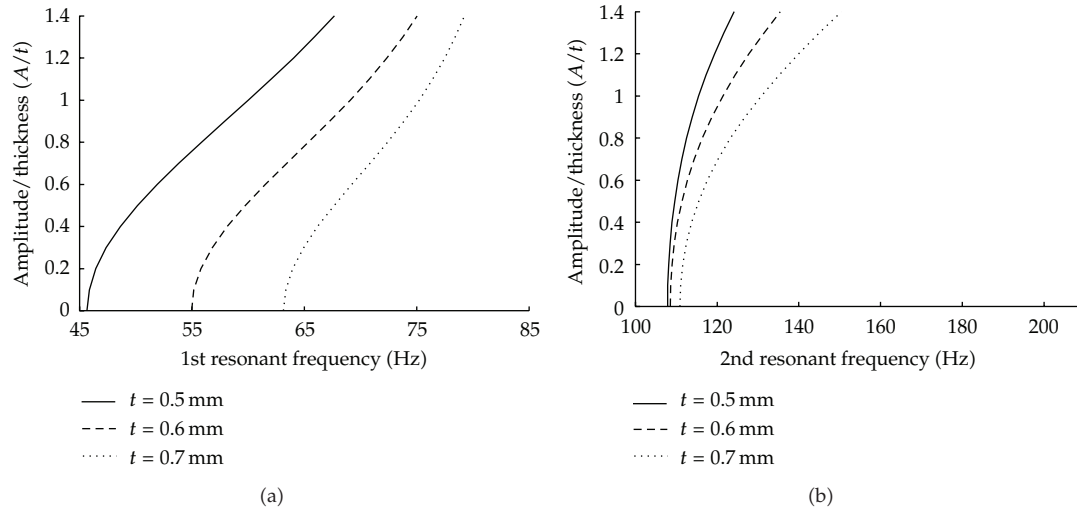 Amplitude/thickness (A/t)
1.4
1.2
1
0.8
0.6
0.4
0.2
0
45 55 65 75 85
1st resonant frequency (Hz)
t = 0.5 mm
t = 0.6 mm
t = 0.7 mm
(a)
Amplitude/thickness (A/t)
1.4
1.2
1
0.8
0.6
0.4
0.2
0
100 120 140 160 180 200
2nd resonant frequency (Hz)
t = 0.5 mm
t = 0.6 mm
t = 0.7 mm
(b)